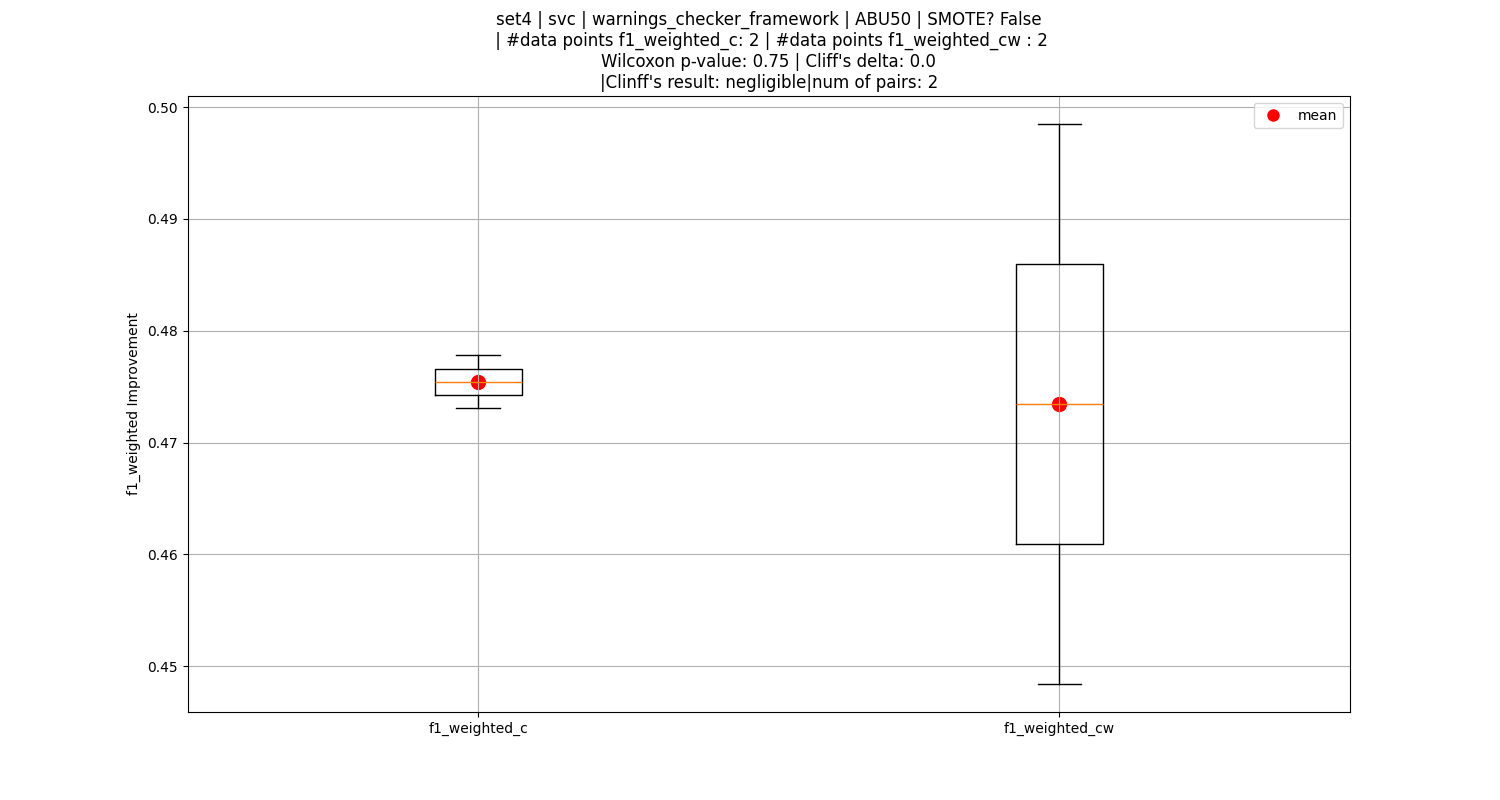 set4 | svc | warnings_checker_framework | ABU50 | SMOTE? False
| #data points f1_weighted_c: 2 | #data points f1_weighted_cw : 2
Wilcoxon p-value: 0.75 | Cliff's delta: 0.0
|Clinff's result: negligible|num of pairs: 2
mean
f1_weighted Improvement
0.50
0.49
0.48
0.47
0.46
0.45
f1_weighted_c
f1_weighted_cw